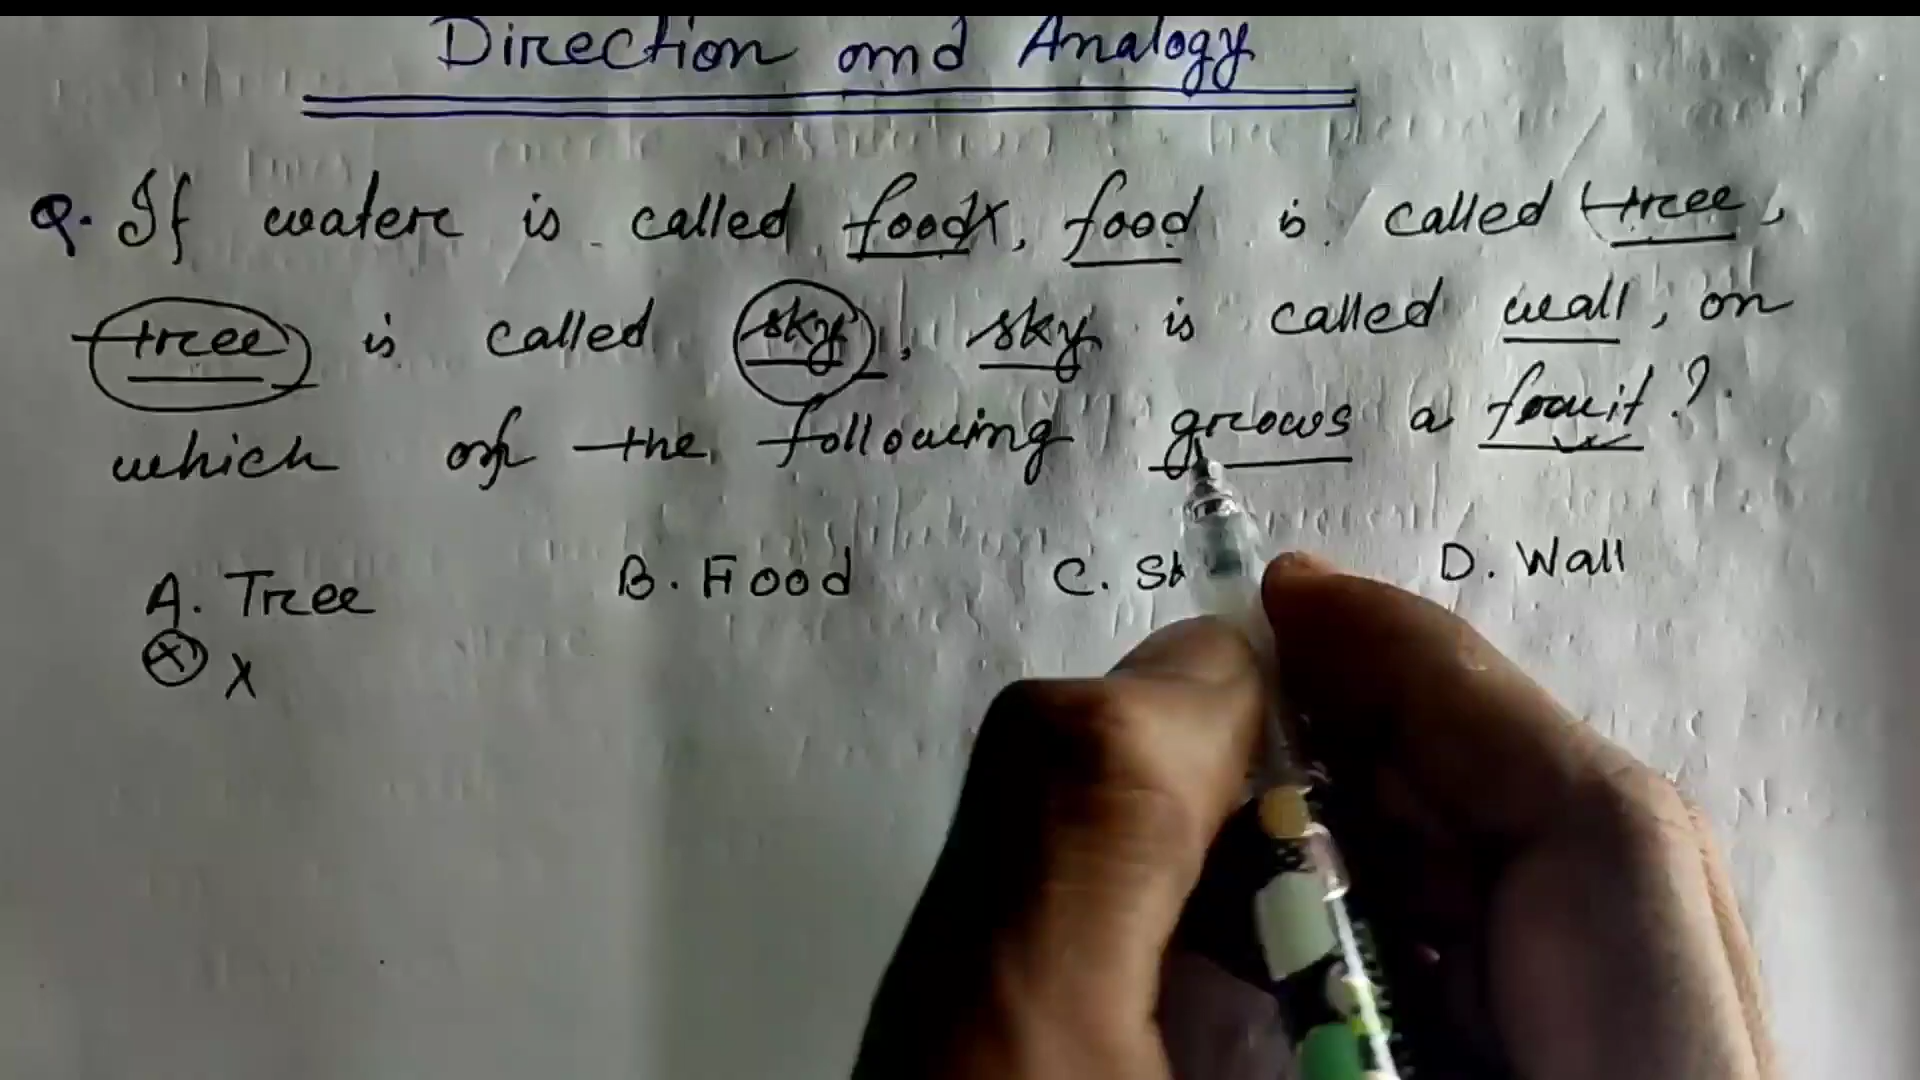 Direction and Analogy
Q. If water is called food, food is called tree,
tree is called sky, sky is called wall, on
which of the following grows a fruit?
A. Tree B. Food C. Sk D. Wall
X X